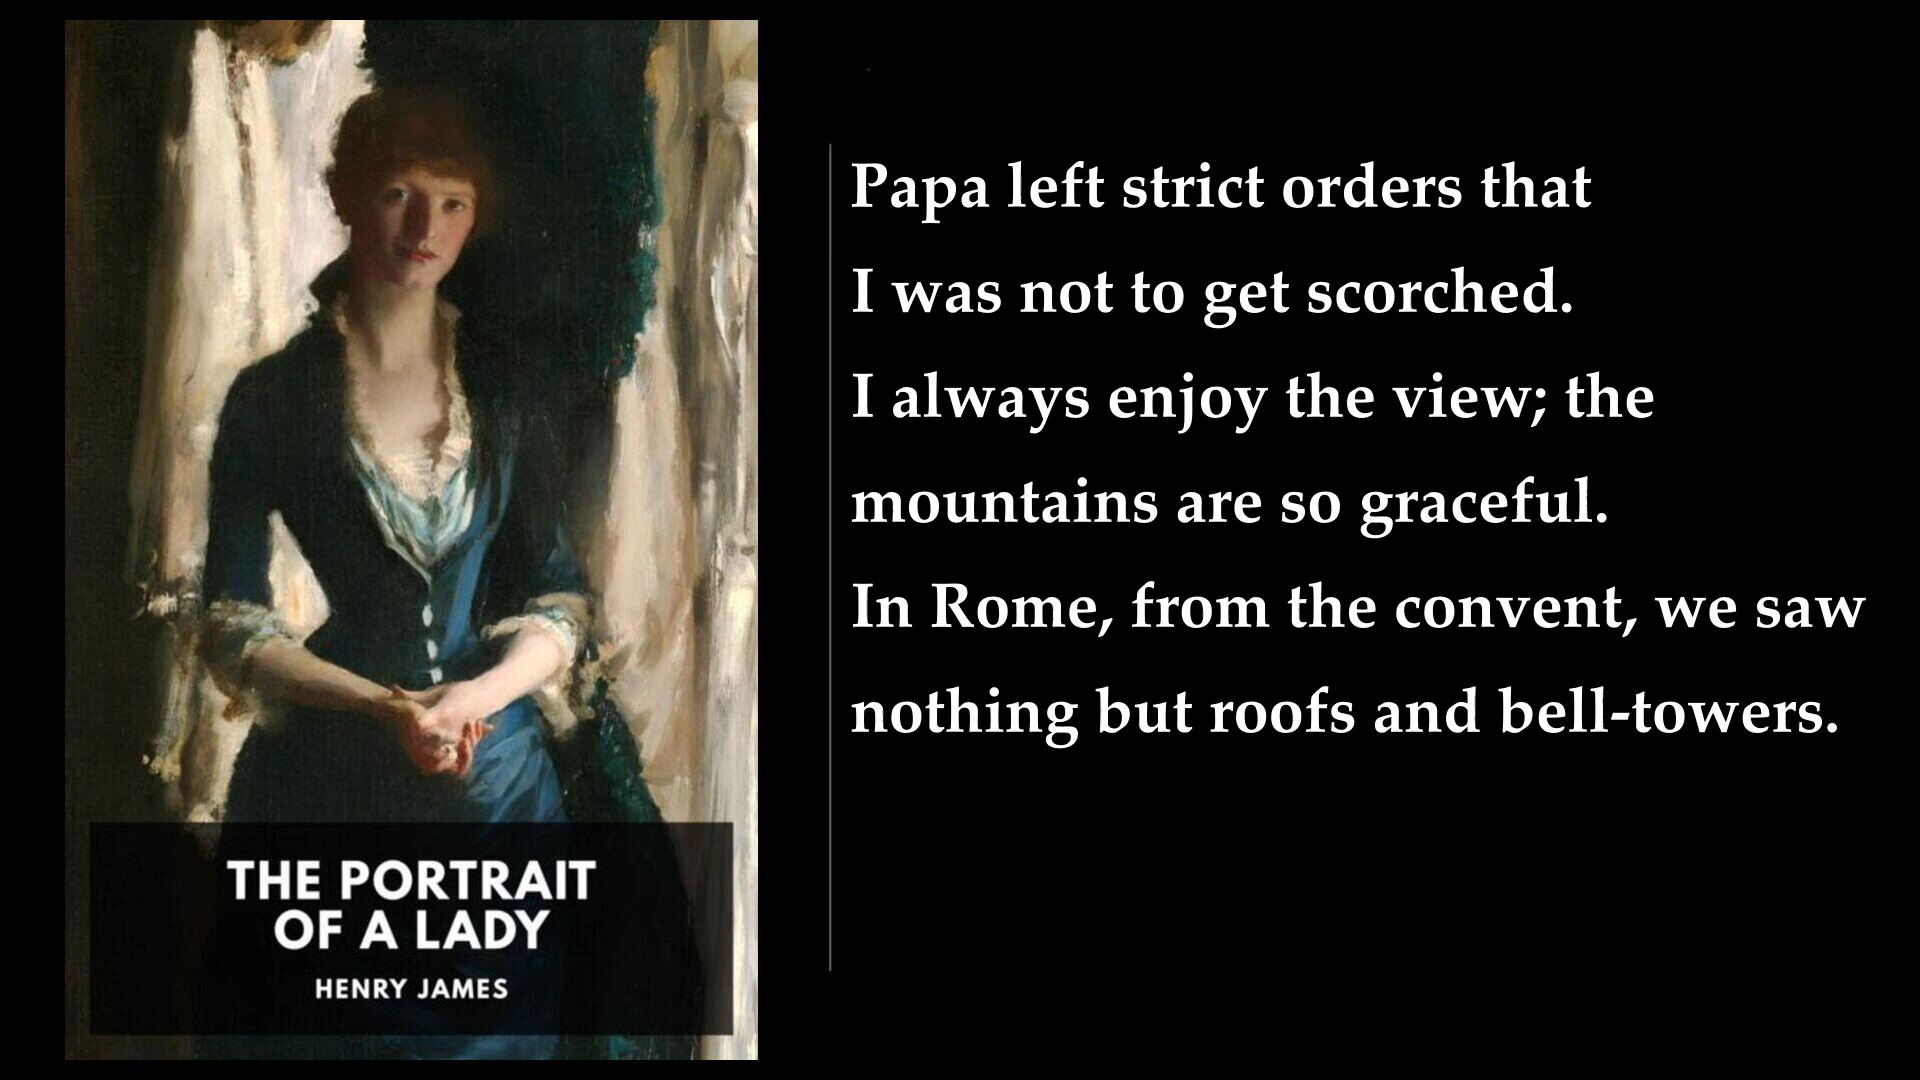 THE PORTRAIT
OF A LADY
HENRY JAMES
Papa left strict orders that
I was not to get scorched.
I always enjoy the view; the
mountains are so graceful.
In Rome, from the convent, we saw
nothing but roofs and bell-towers.